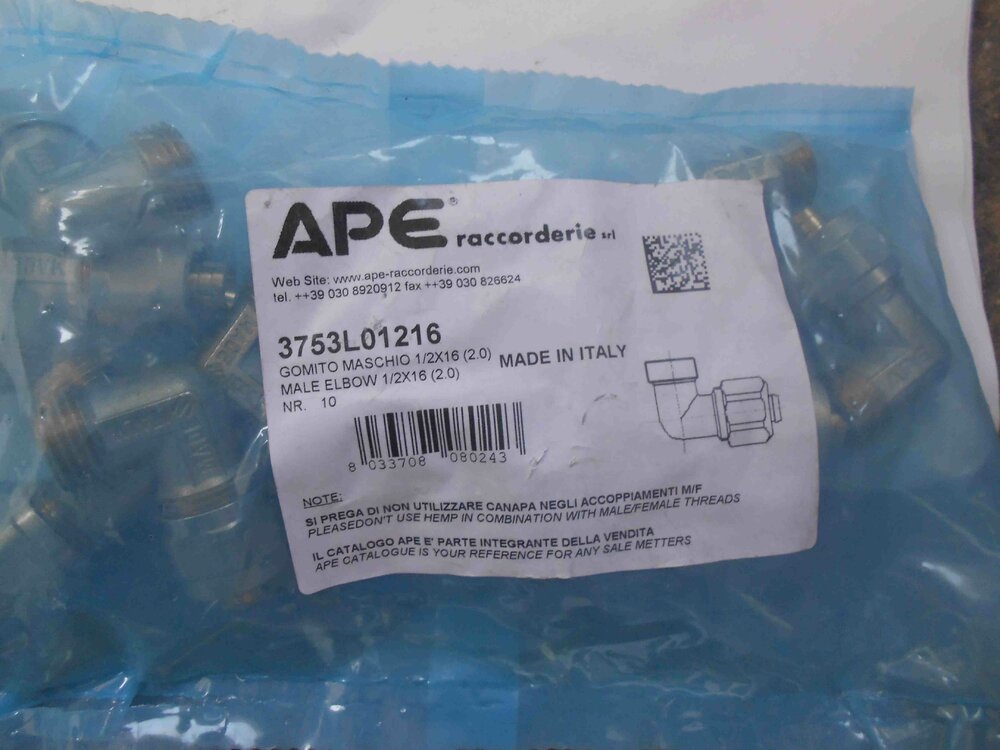 APE® raccorderie srl
Web Site: www.ape-raccorderie.com
tel. ++39 030 8920912 fax ++39 030 826624
3753L01216
GOMITO MASCHIO 1/2X16 (2.0)
MALE ELBOW 1/2X16 (2.0)
NR. 10
MADE IN ITALY
8 033708 080243
NOTE:
SI PREGA DI NON UTILIZZARE CANAPA NEGLI ACCOPPIAMENTI M/F
PLEASEDON'T USE HEMP IN COMBINATION WITH MALE/FEMALE THREADS
IL CATALOGO APE E' PARTE INTEGRANTE DELLA VENDITA
APE CATALOGUE IS YOUR REFERENCE FOR ANY SALE METTERS